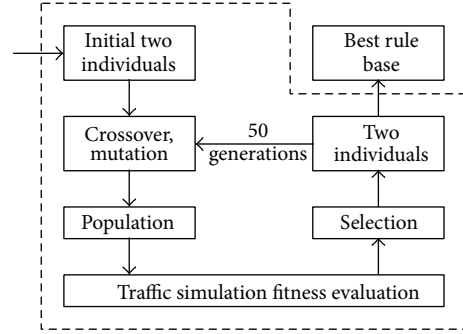 Initial two
individuals
Best rule
base
Crossover,
mutation
50
generations
Two
individuals
Population
Selection
Traffic simulation fitness evaluation